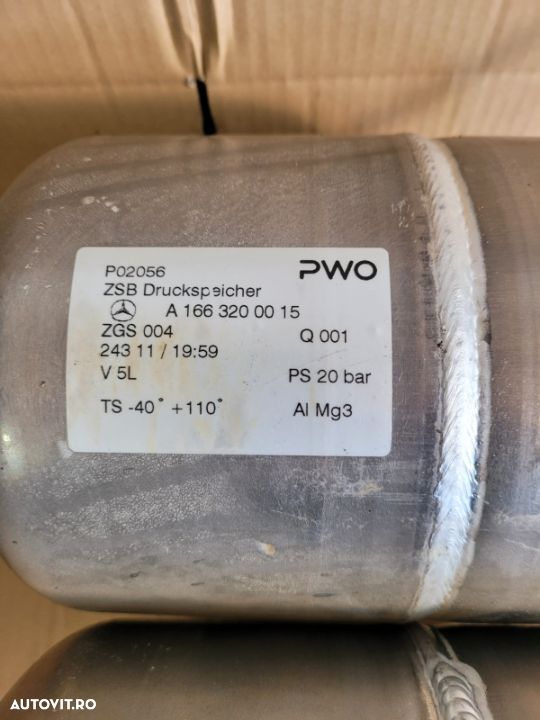 P02056
PWO
ZSB Druckspeicher
A 166 320 00 15
ZGS 004
Q 001
243 11 / 19:59
V 5L
PS 20 bar
TS -40° +110°
Al Mg3
AUTOVIT.RO